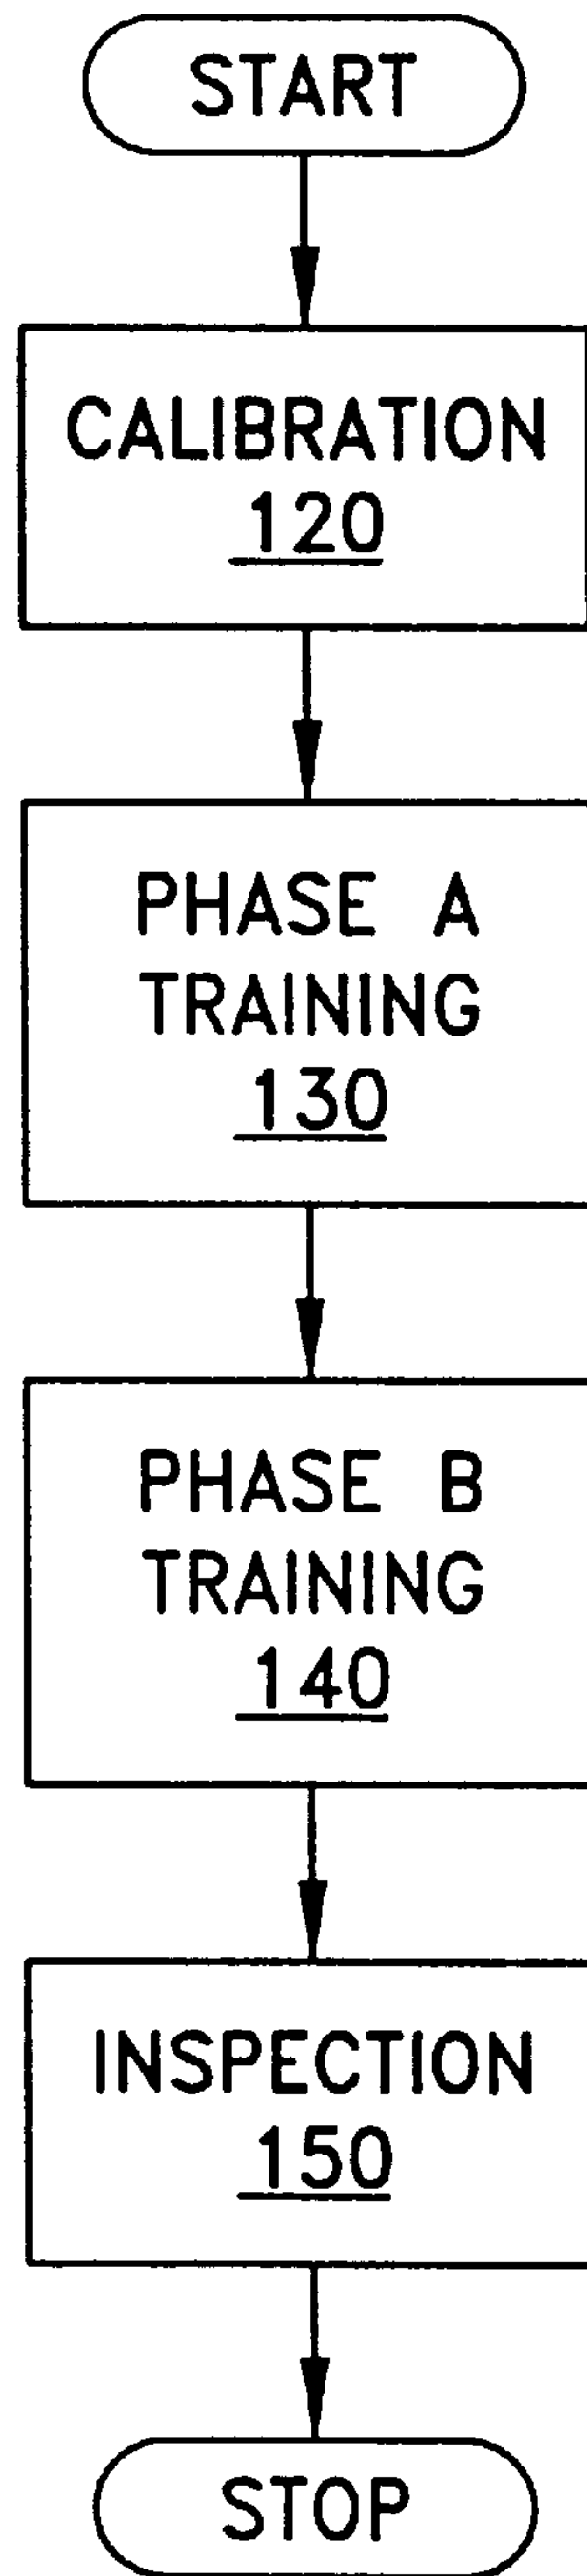 START
CALIBRATION
120
PHASE A
TRAINING
130
PHASE B
TRAINING
140
INSPECTION
150
STOP